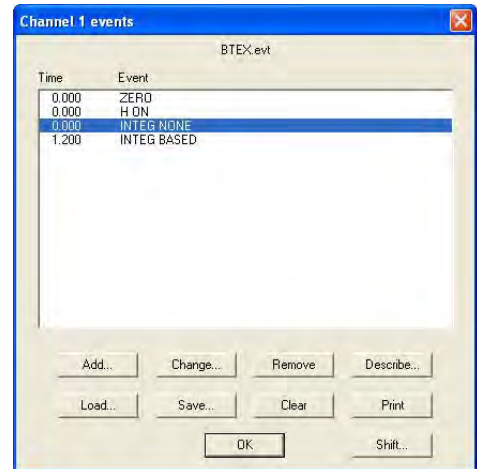 Channel 1 events
BTEX.evt
Time Event
0.000 ZERO
0.000 H ON
0.000 INTEG NONE
1.200 INTEG BASED
Add... Change... Remove Describe...
Load... Save... Clear Print
OK Shift...